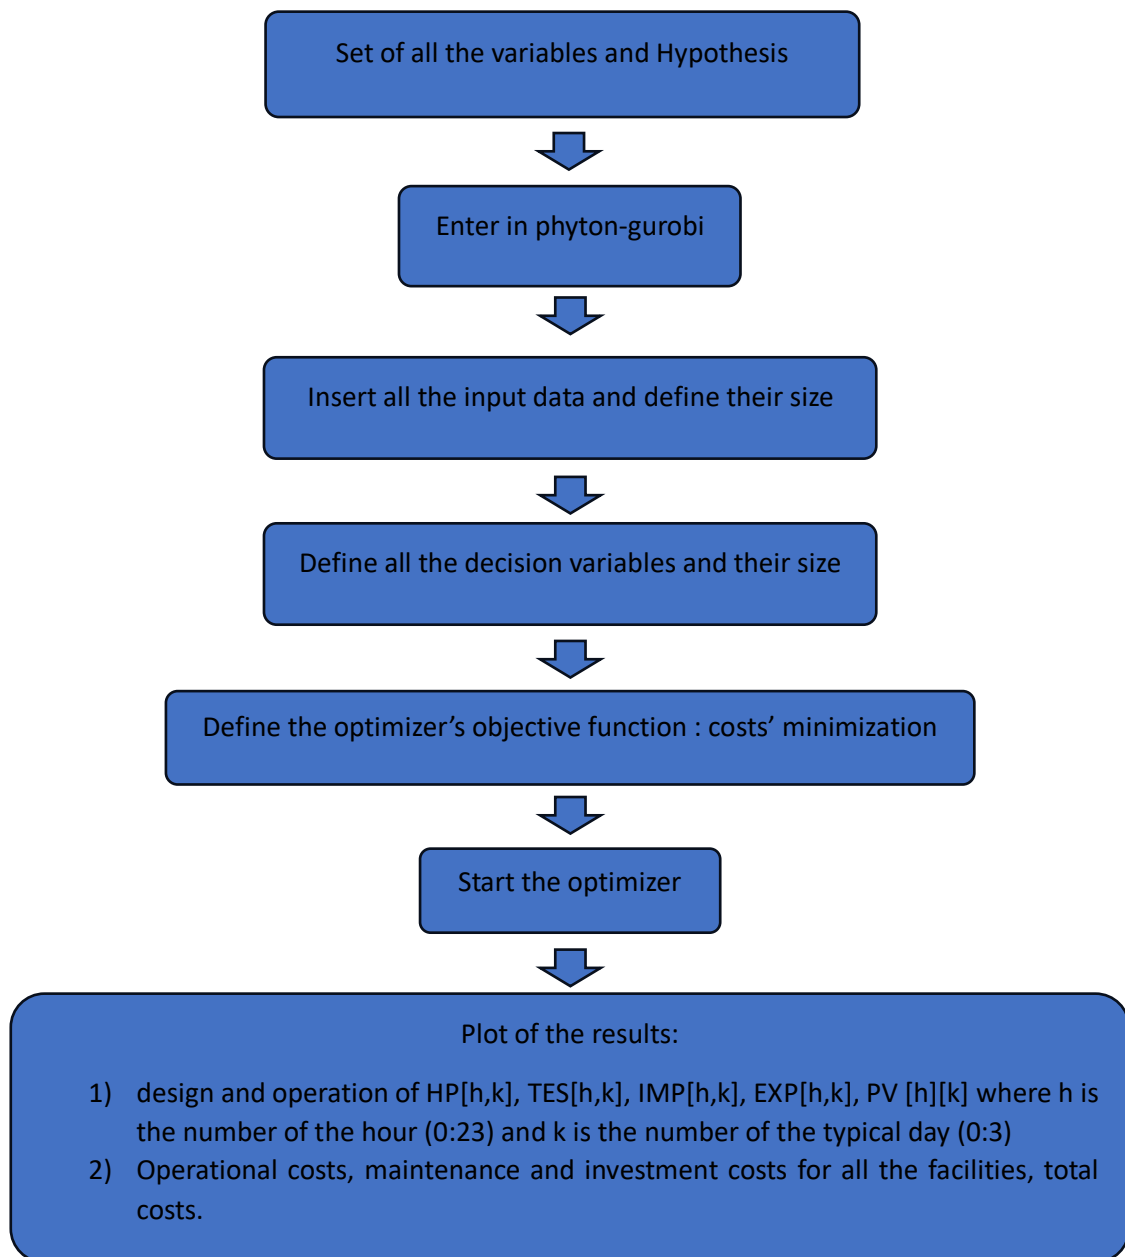 Set of all the variables and Hypothesis
Enter in phyton-gurobi
Insert all the input data and define their size
Define all the decision variables and their size
Define the optimizer's objective function : costs' minimization
Start the optimizer
Plot of the results:
1) design and operation of HP[h,k], TES[h,k], IMP[h,k], EXP[h,k], PV [h][k] where h is
the number of the hour (0:23) and k is the number of the typical day (0:3)
2) Operational costs, maintenance and investment costs for all the facilities, total
costs.